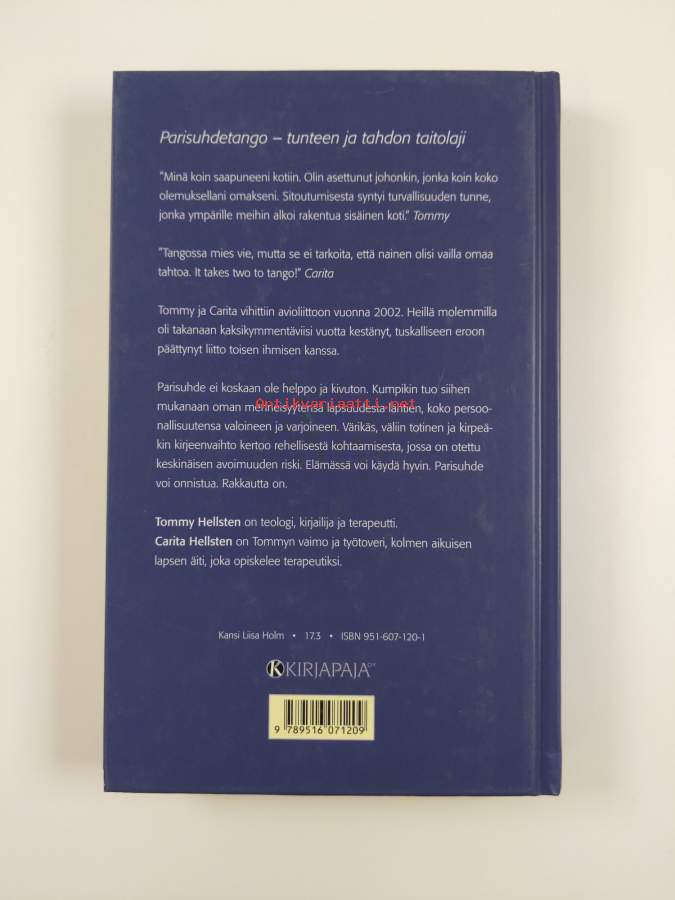 Parisuhdetango – tunteen ja tahdon taitolaji
"Minä koin saapuneeni kotiin. Olin asettunut johonkin, jonka koin koko
olemuksellani omakseni. Sitoutumisesta syntyi turvallisuuden tunne,
jonka ympärille meihin alkoi rakentua sisäinen koti." Tommy
"Tangossa mies vie, mutta se ei tarkoita, että nainen olisi vailla omaa
tahtoa. It takes two to tango!" Carita
Tommy ja Carita vihittiin avioliittoon vuonna 2002. Heillä molemmilla
oli takanaan kaksikymmentäviisi vuotta kestänyt, tuskalliseen eroon
päättynyt liitto toisen ihmisen kanssa.
Parisuhde ei koskaan ole helppo ja kivuton. Kumpikin tuo siihen
Antikvariaatti.net
mukanaan oman menneisyytensä lapsuudesta lähtien, koko persoo-
nallisuutensa valoineen ja varjoineen. Värikäs, väliin totinen ja kirpeä-
kin kirjeenvaihto kertoo rehellisestä kohtaamisesta, jossa on otettu
keskinäisen avoimuuden riski. Elämässä voi käydä hyvin. Parisuhde
voi onnistua. Rakkautta on.
Tommy Hellsten on teologi, kirjailija ja terapeutti.
Carita Hellsten on Tommyn vaimo ja työtoveri, kolmen aikuisen
lapsen äiti, joka opiskelee terapeutiksi.
Kansi Liisa Holm • 17.3 • ISBN 951-607-120-1
KIRJAPAJA OY
9 789516 071209